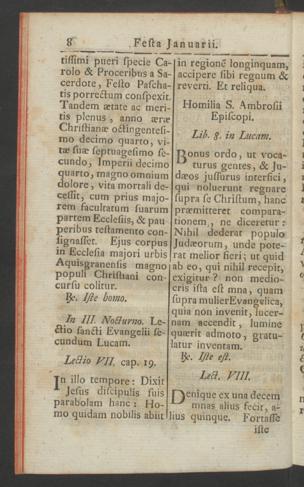 8 Festa Januarii.
tissimi pueri specie Ca-
rolo & Proceribus a Sa-
cerdote, Festo Pascha-
tis porrectum conspexit.
Tandem ætate ac meri-
tis plenus, anno æræ
Christianæ octingentesi-
mo decimo quarto, vi-
tæ suæ septuagesimo se-
cundo, Imperii decimo
quarto, magno omnium
dolore, vita mortali de-
cessit, cum prius majo-
rem facultatum suarum
partem Ecclesiis, & pau-
peribus testamento con-
signasset. Ejus corpus
in Ecclesia majori urbis
Aquisgranensis magno
populi Christiani con-
cursu colitur.
℞. Iste homo.
In III. Nocturno. Le-
ctio sancti Evangelii se-
cundum Lucam.
Lectio VII. cap. 19.
In illo tempore: Dixit
Jesus discipulis suis
parabolam hanc: Ho-
mo quidam nobilis abiit
in regione longinquam,
accipere sibi regnum &
reverti. Et reliqua.
Homilia S. Ambrosii
Episcopi.
Lib. 8. in Lucam.
Bonus ordo, ut voca-
turus gentes, & Ju-
dæos jussurus interfici,
qui noluerunt regnare
supra se Christum, hanc
præmitteret compara-
tionem, ne diceretur:
Nihil dederat populo
Judæorum, unde pote-
rat melior fieri; ut quid
ab eo, qui nihil recepit,
exigitur? non medio-
cris ista est mna, quam
supra mulier Evangelica,
quia non invenit, lucer-
nam accendit, lumine
quærit admoto, gratu-
latur inventam.
℞. Iste est.
Lect. VIII.
Denique ex una decem
mnas alius fecit, a-
lius quinque. Fortasse
iste